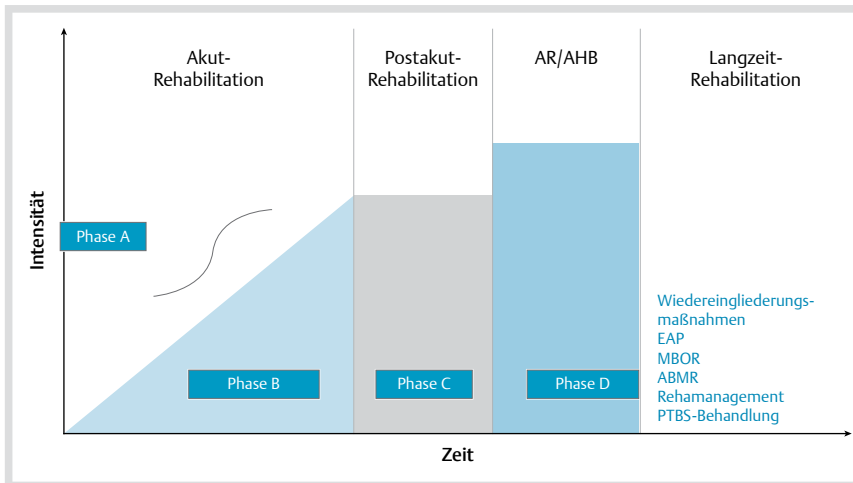 Akut-
Rehabilitation
Postakut-
Rehabilitation
AR/AHB
Langzeit-
Rehabilitation
Intensität
Phase A
Phase B
Phase C
Phase D
Wiedereingliederungs-
maßnahmen
EAP
MBOR
ABMR
Rehamanagement
PTBS-Behandlung
Zeit